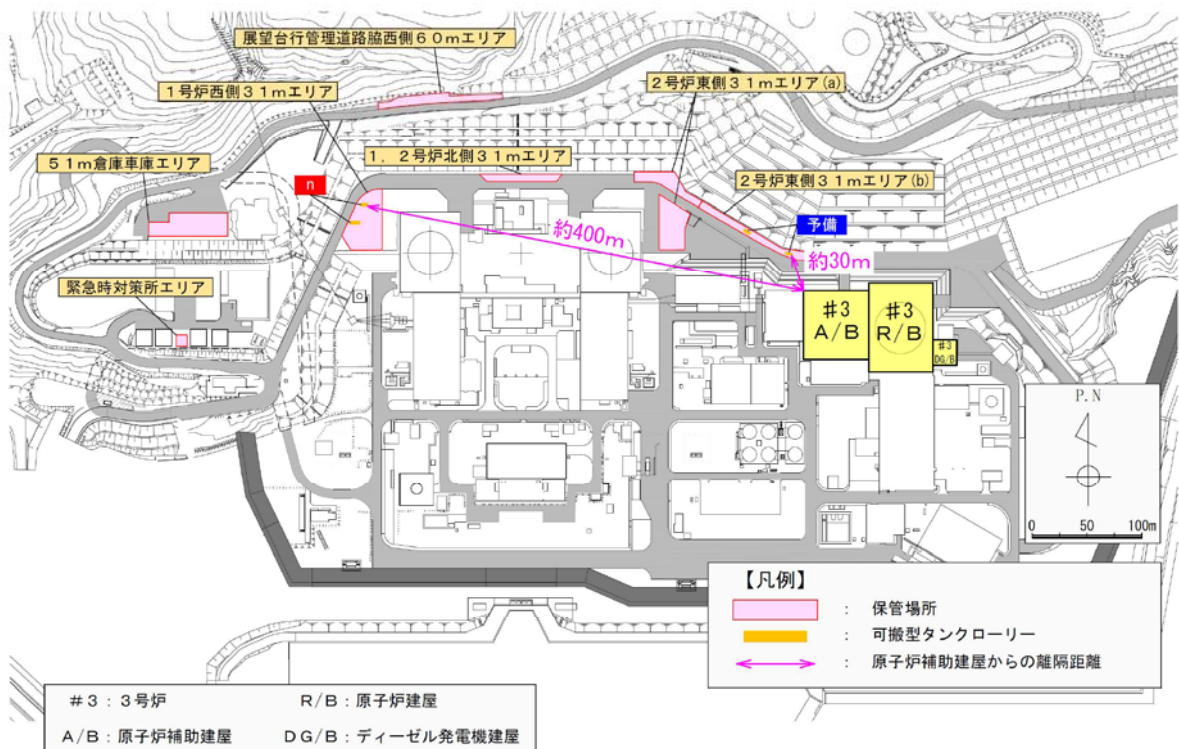 展望台行管理道路脇西側６０ｍエリア
１号炉西側３１ｍエリア
２号炉東側３１ｍエリア(a)
５１ｍ倉庫車庫エリア
１，２号炉北側３１ｍエリア
２号炉東側３１ｍエリア(b)
n
予備
約400ｍ
約30ｍ
緊急時対策所エリア
＃3
A/B
＃3
R/B
＃3
DG/B
P.N
0 50 100m
【凡例】
： 保管場所
： 可搬型タンクローリー
： 原子炉補助建屋からの離隔距離
＃３：３号炉 R/B：原子炉建屋
A/B：原子炉補助建屋 DG/B：ディーゼル発電機建屋